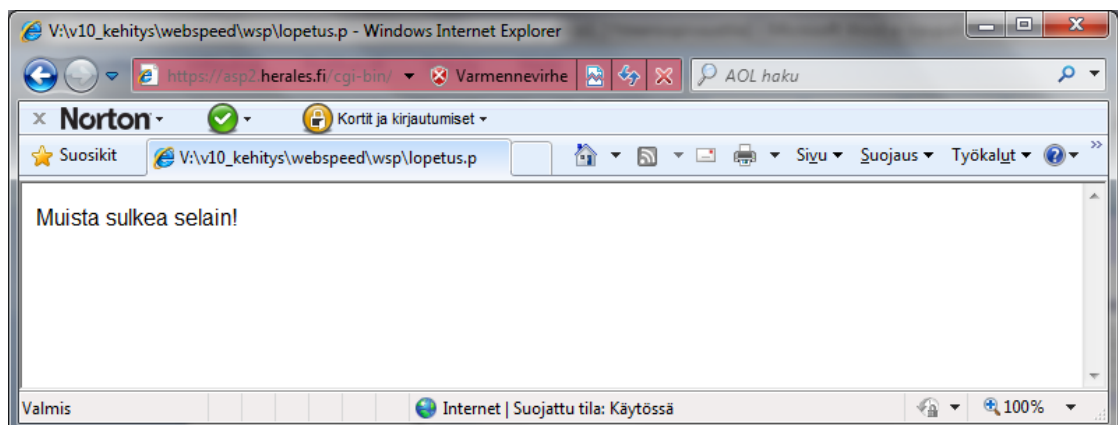 V:\v10_kehitys\webspeed\wsp\lopetus.p - Windows Internet Explorer
https://asp2.herales.fi/cgi-bin/ Varmennevirhe AOL haku
x Norton Kortit ja kirjautumiset
Suosikit V:\v10_kehitys\webspeed\wsp\lopetus.p Sivu Suojaus Työkalut »
Muista sulkea selain!
Valmis Internet | Suojattu tila: Käytössä 100%